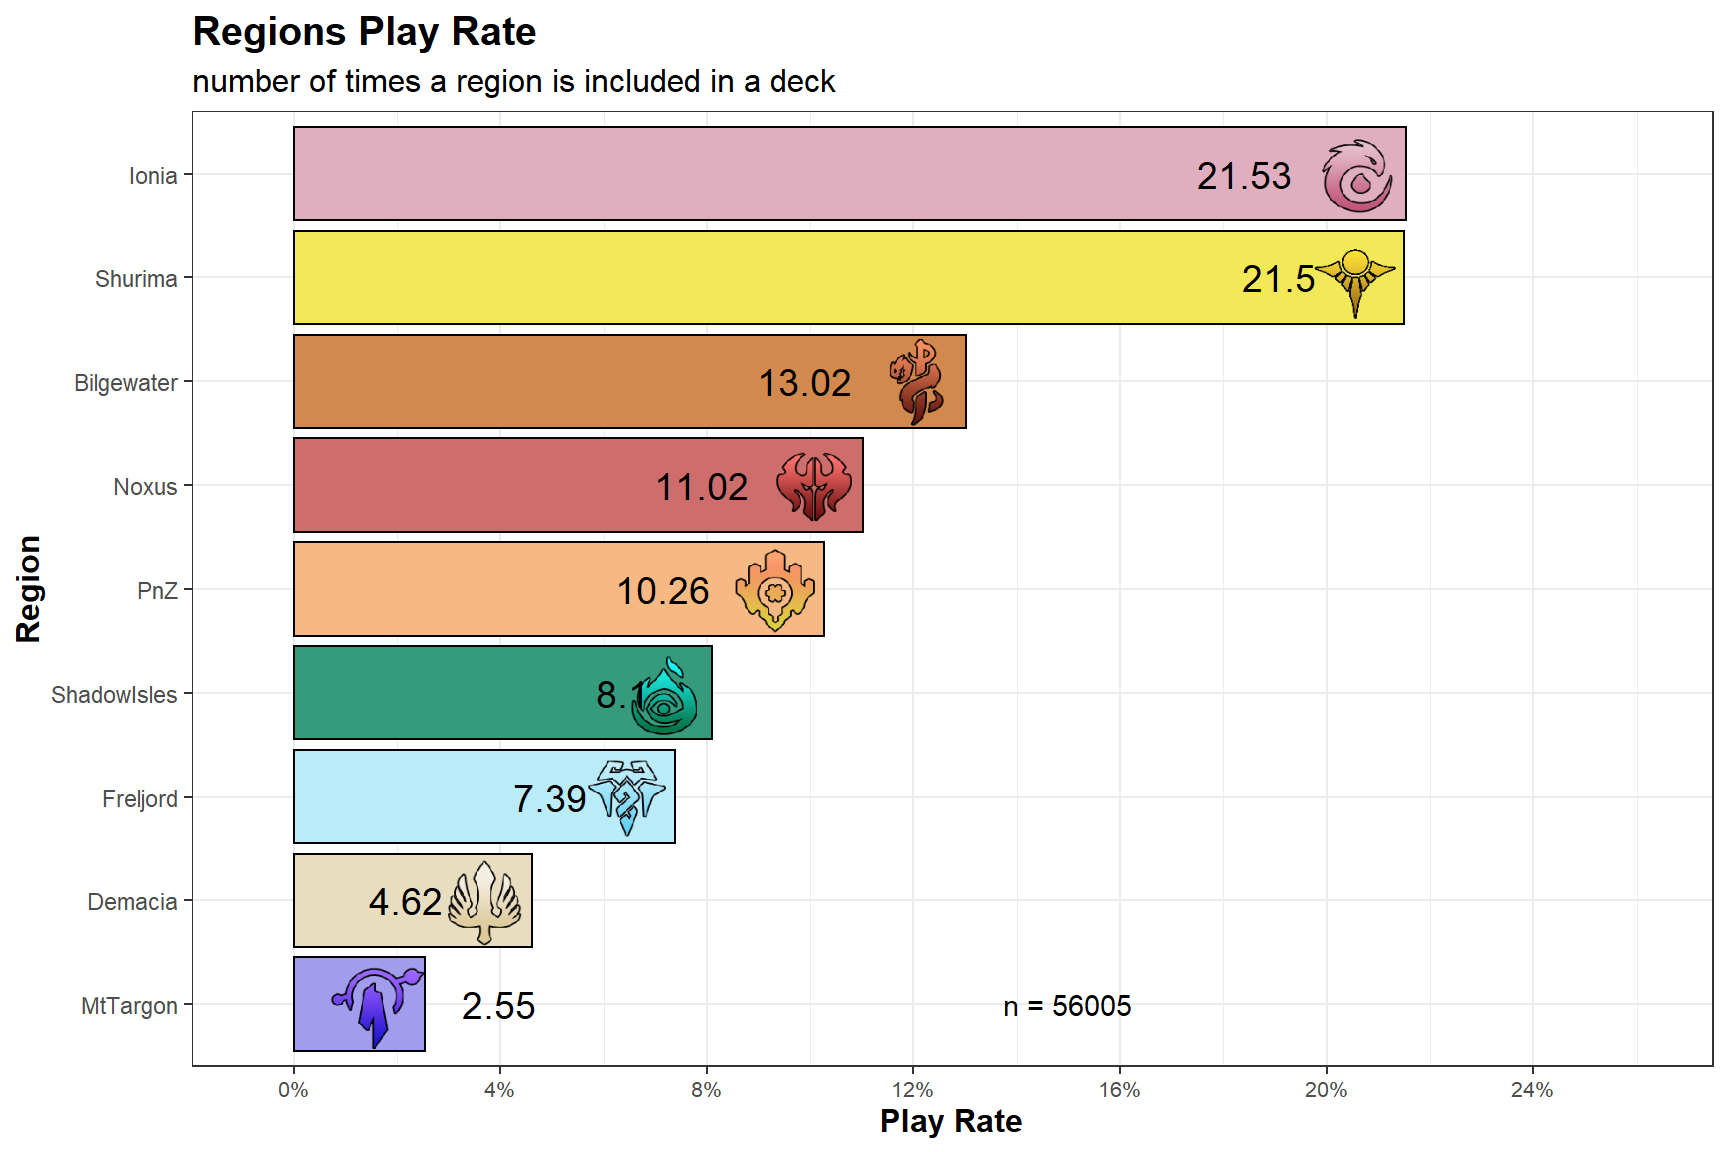 Regions Play Rate
number of times a region is included in a deck
Region
Ionia
21.53
Shurima
21.5
Bilgewater
13.02
Noxus
11.02
PnZ
10.26
ShadowIsles
8.1
Freljord
7.39
Demacia
4.62
MtTargon
2.55
n = 56005
0% 4% 8% 12% 16% 20% 24%
Play Rate